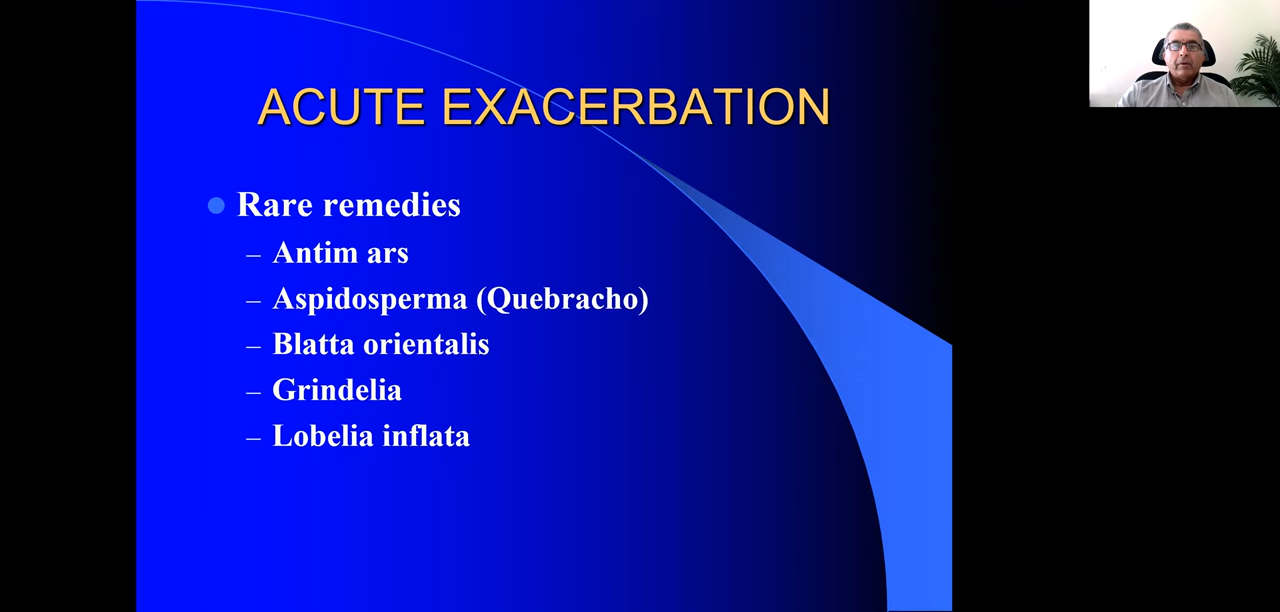 ACUTE EXACERBATION
Rare remedies
– Antim ars
– Aspidosperma (Quebracho)
– Blatta orientalis
– Grindelia
– Lobelia inflata